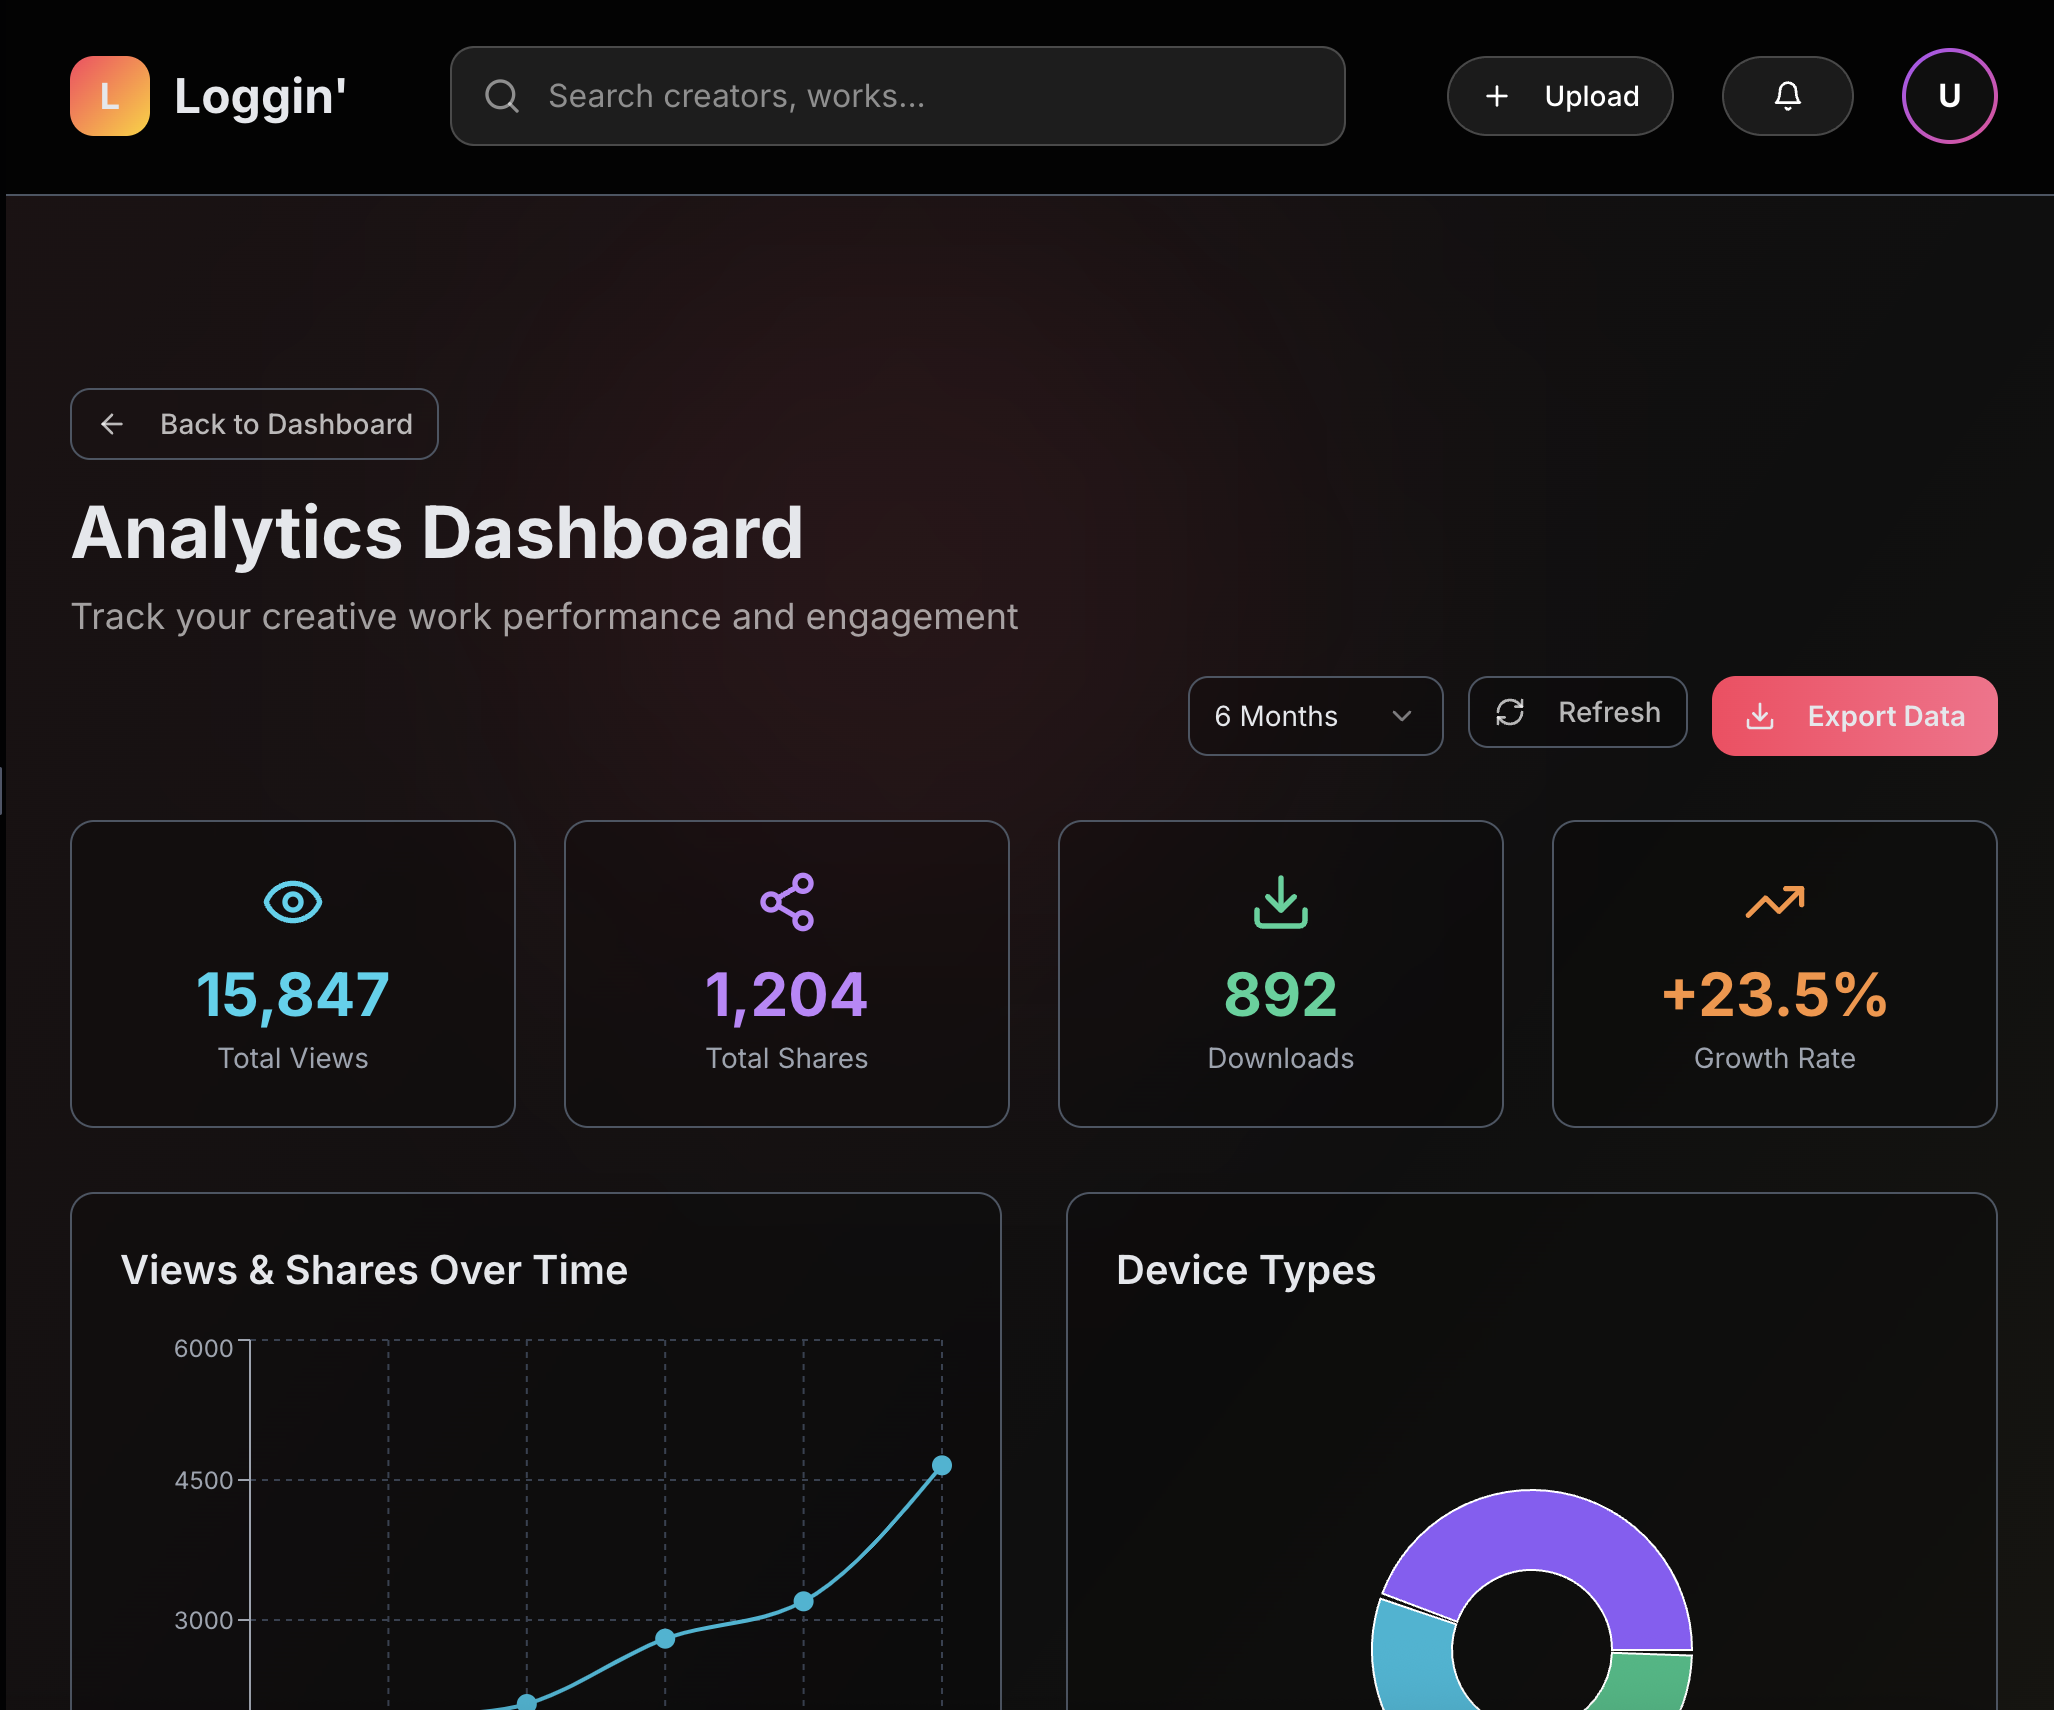 L
Loggin'
Search creators, works...
Upload
U
Back to Dashboard
Analytics Dashboard
Track your creative work performance and engagement
6 Months
Refresh
Export Data
15,847
Total Views
1,204
Total Shares
892
Downloads
+23.5%
Growth Rate
Views & Shares Over Time
6000
4500
3000
Device Types